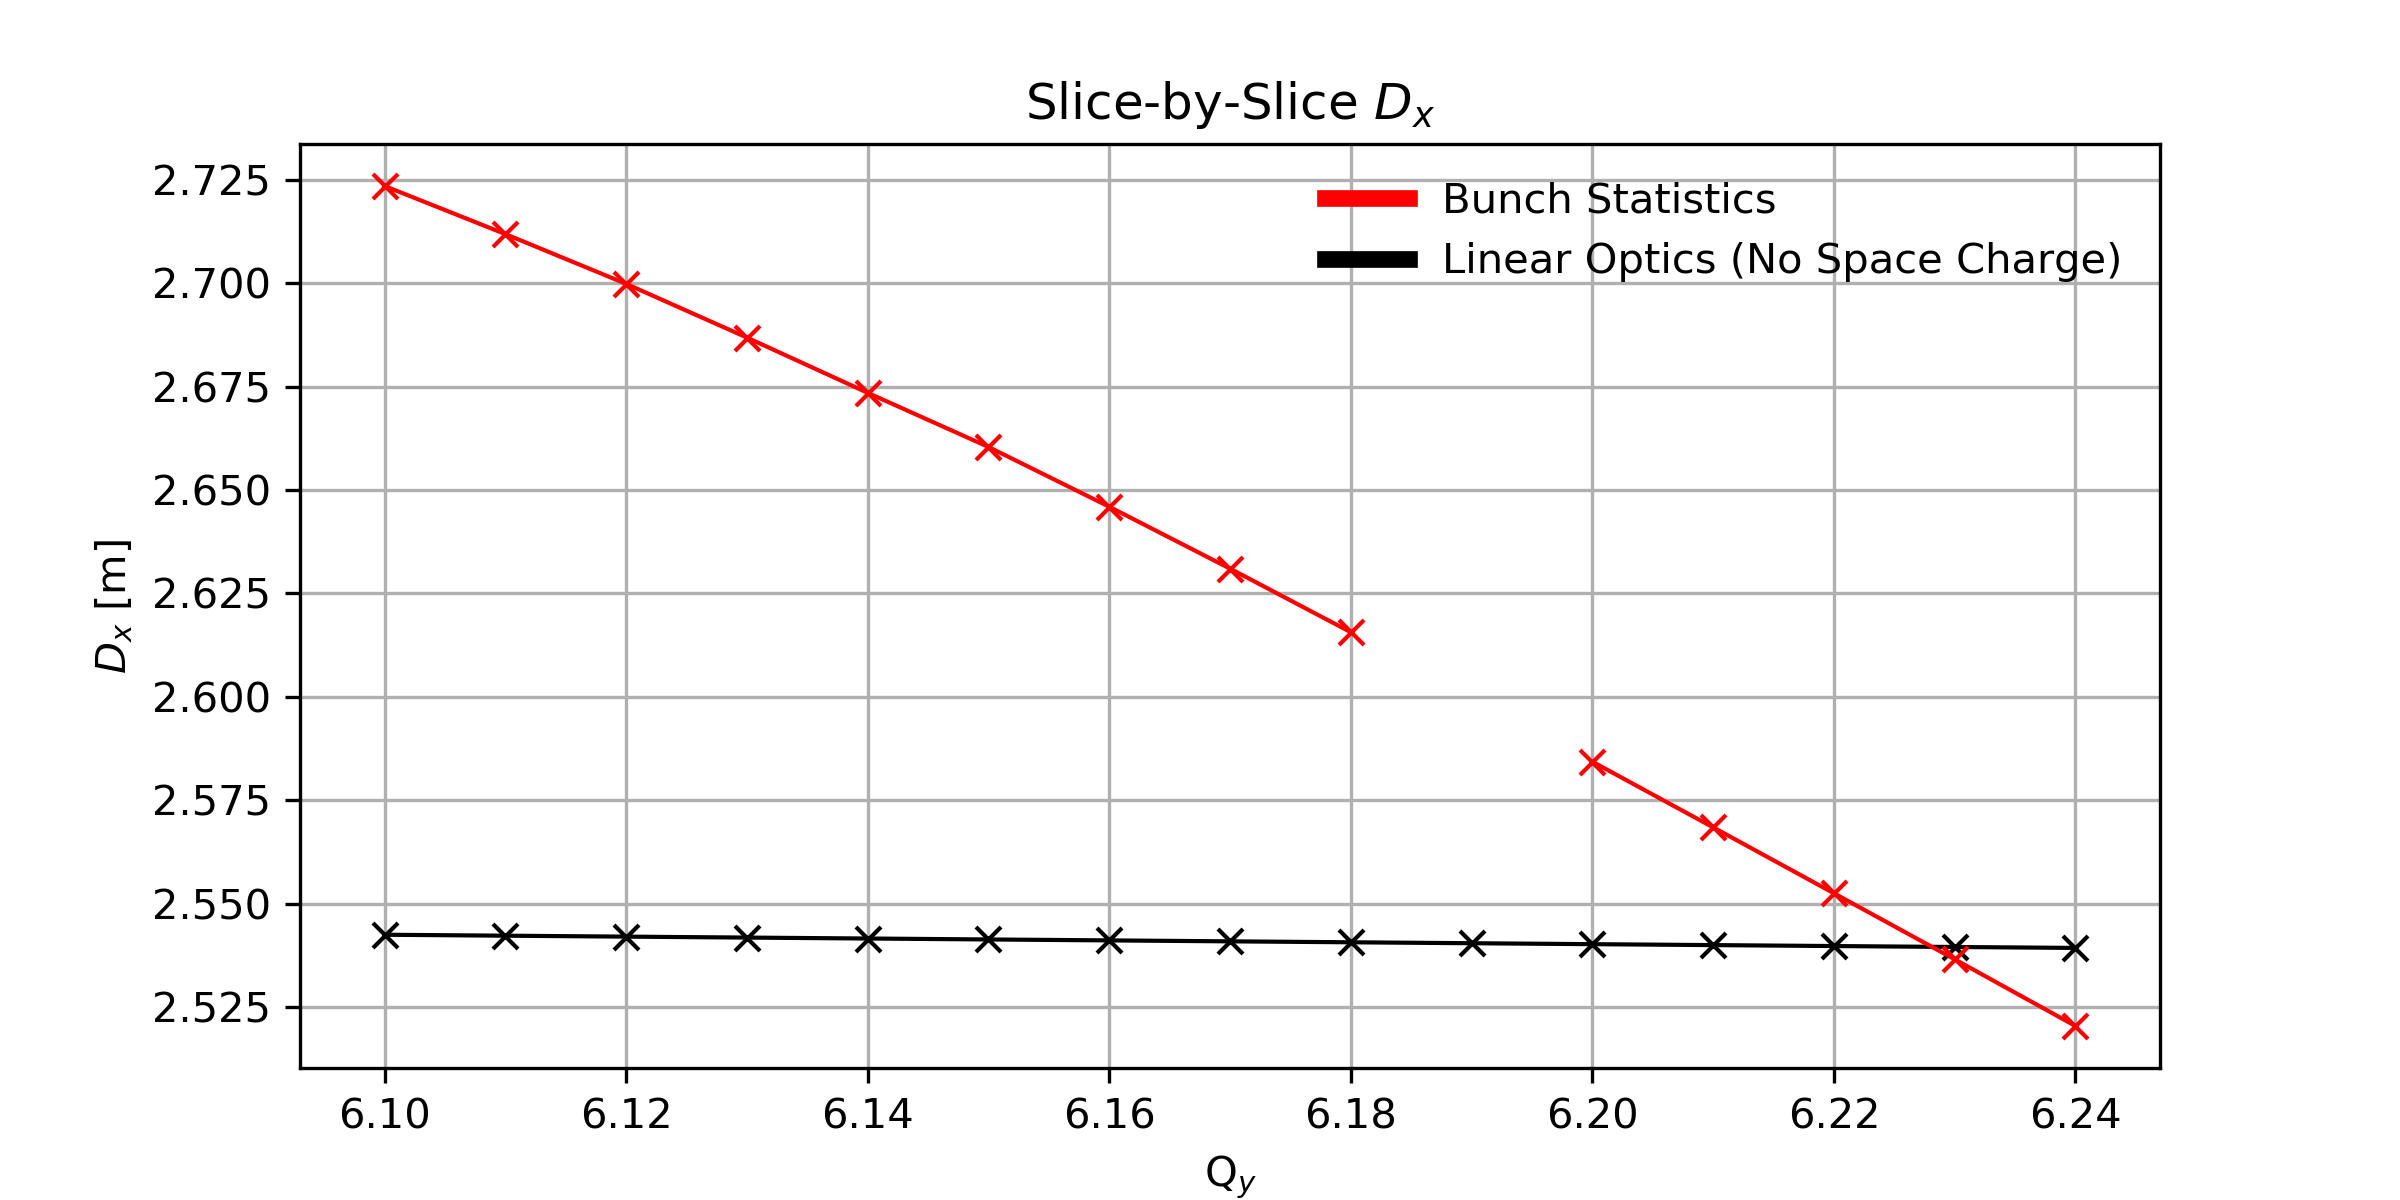 Slice-by-Slice Dₓ
Bunch Statistics
Linear Optics (No Space Charge)
Dₓ [m]
2.725
2.700
2.675
2.650
2.625
2.600
2.575
2.550
2.525
6.10 6.12 6.14 6.16 6.18 6.20 6.22 6.24
Q_y